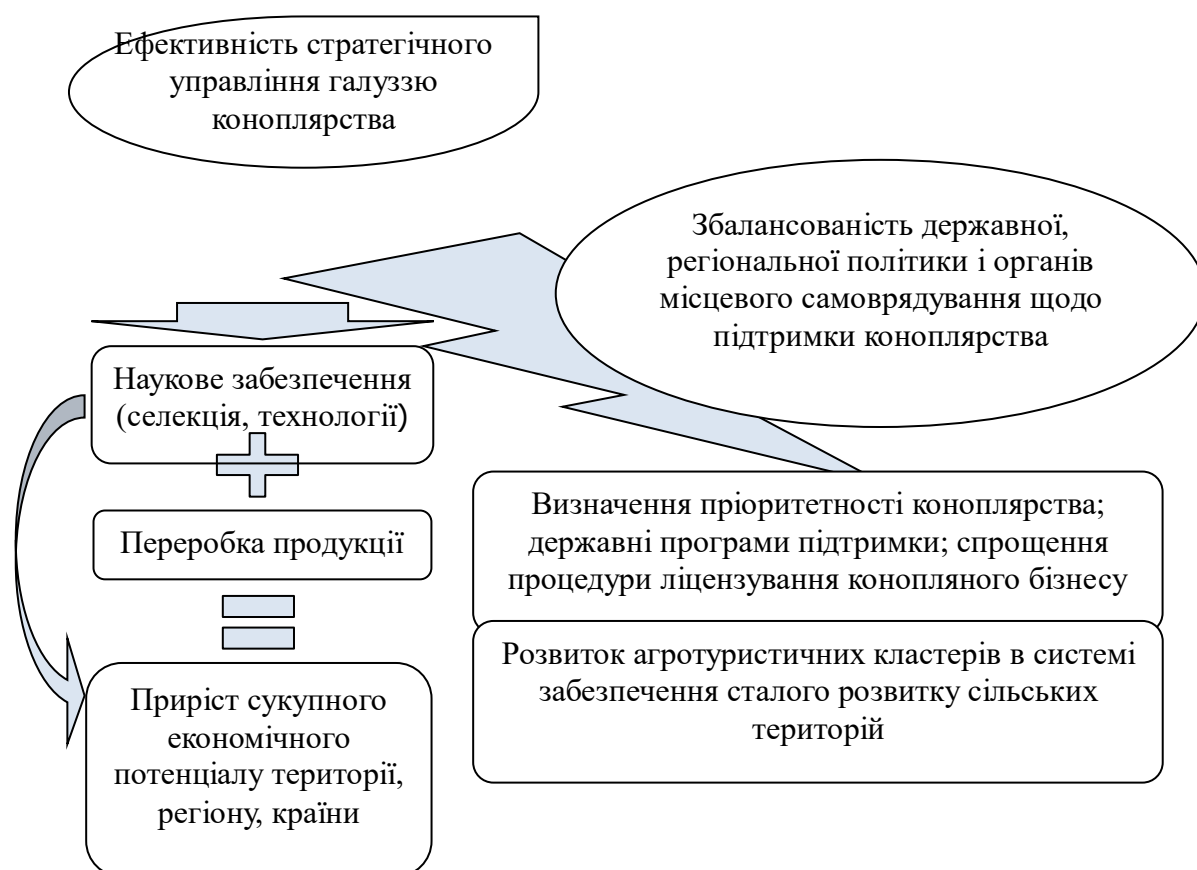 Ефективність стратегічного
управління галуззю
коноплярства
Збалансованість державної,
регіональної політики і органів
місцевого самоврядування щодо
підтримки коноплярства
Наукове забезпечення
(селекція, технології)
Переробка продукції
Приріст сукупного
економічного
потенціалу території,
регіону, країни
Визначення пріоритетності коноплярства;
державні програми підтримки; спрощення
процедури ліцензування конопляного бізнесу
Розвиток агротуристичних кластерів в системі
забезпечення сталого розвитку сільських
територій